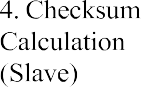 4. Checksum
Calculation
(Slave)